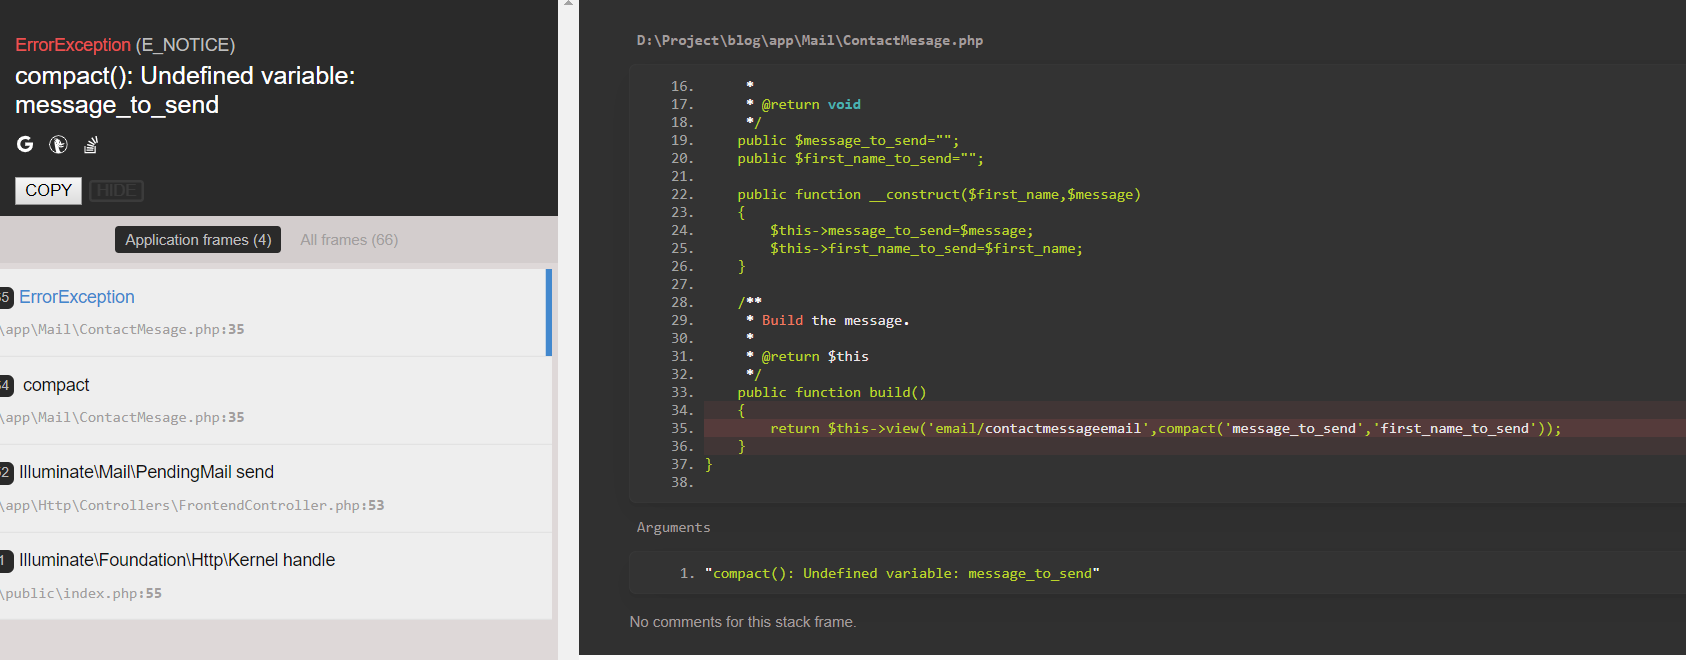 ErrorException (E_NOTICE)
compact(): Undefined variable:
message_to_send
COPY HIDE
Application frames (4) All frames (66)
ErrorException
\app\Mail\ContactMesage.php:35
compact
\app\Mail\ContactMesage.php:35
Illuminate\Mail\PendingMail send
\app\Http\Controllers\FrontendController.php:53
Illuminate\Foundation\Http\Kernel handle
\public\index.php:55
D:\Project\blog\app\Mail\ContactMesage.php
16. *
17. * @return void
18. */
19. public $message_to_send="";
20. public $first_name_to_send="";
21.
22. public function __construct($first_name,$message)
23. {
24. $this->message_to_send=$message;
25. $this->first_name_to_send=$first_name;
26. }
27.
28. /**
29. * Build the message.
30. *
31. * @return $this
32. */
33. public function build()
34. {
35. return $this->view('email/contactmessageemail',compact('message_to_send','first_name_to_send'));
36. }
37. }
38.
Arguments
1. "compact(): Undefined variable: message_to_send"
No comments for this stack frame.